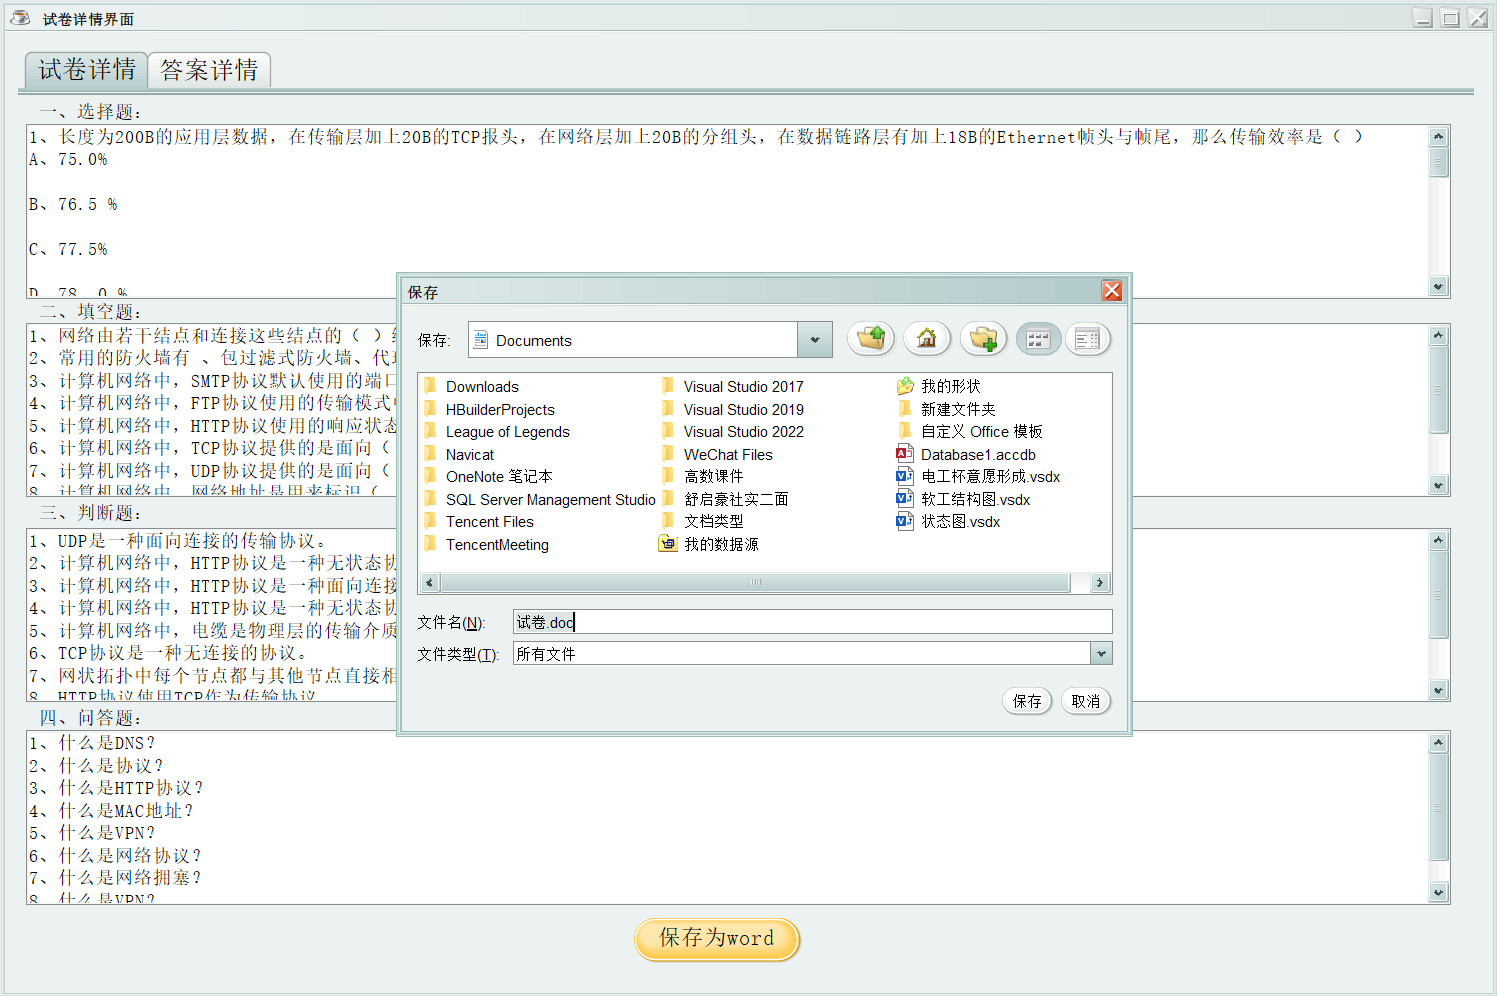 试卷详情界面
试卷详情
答案详情
一、选择题:
1、长度为200B的应用层数据，在传输层加上20B的TCP报头，在网络层加上20B的分组头，在数据链路层有加上18B的Ethernet帧头与帧尾，那么传输效率是（ ）
A、75.0%
B、76.5 %
C、77.5%
D、78. 0 %
二、填空题:
1、网络由若干结点和连接这些结点的（ ）
2、常用的防火墙有 、包过滤式防火墙、代
3、计算机网络中，SMTP协议默认使用的端口
4、计算机网络中，FTP协议使用的传输模式
5、计算机网络中，HTTP协议使用的响应状态
6、计算机网络中，TCP协议提供的是面向（
7、计算机网络中，UDP协议提供的是面向（
8、计算机网络中，网络地址是用来标识（
三、判断题:
1、UDP是一种面向连接的传输协议。
2、计算机网络中，HTTP协议是一种无状态协
3、计算机网络中，HTTP协议是一种面向连接
4、计算机网络中，HTTP协议是一种无状态协
5、计算机网络中，电缆是物理层的传输介质
6、TCP协议是一种无连接的协议。
7、网状拓扑中每个节点都与其他节点直接相
8、HTTP协议使用TCP作为传输协议
四、问答题:
1、什么是DNS?
2、什么是协议?
3、什么是HTTP协议?
4、什么是MAC地址?
5、什么是VPN?
6、什么是网络协议?
7、什么是网络拥塞?
8、什么是VPN?
保存为word
保存
保存:
Documents
Downloads
HBuilderProjects
League of Legends
Navicat
OneNote 笔记本
SQL Server Management Studio
Tencent Files
TencentMeeting
Visual Studio 2017
Visual Studio 2019
Visual Studio 2022
WeChat Files
高数课件
舒启豪社实二面
文档类型
我的数据源
我的形状
新建文件夹
自定义 Office 模板
Database1.accdb
电工杯意愿形成.vsdx
软工结构图.vsdx
状态图.vsdx
文件名(N):
试卷.doc
文件类型(T):
所有文件
保存
取消